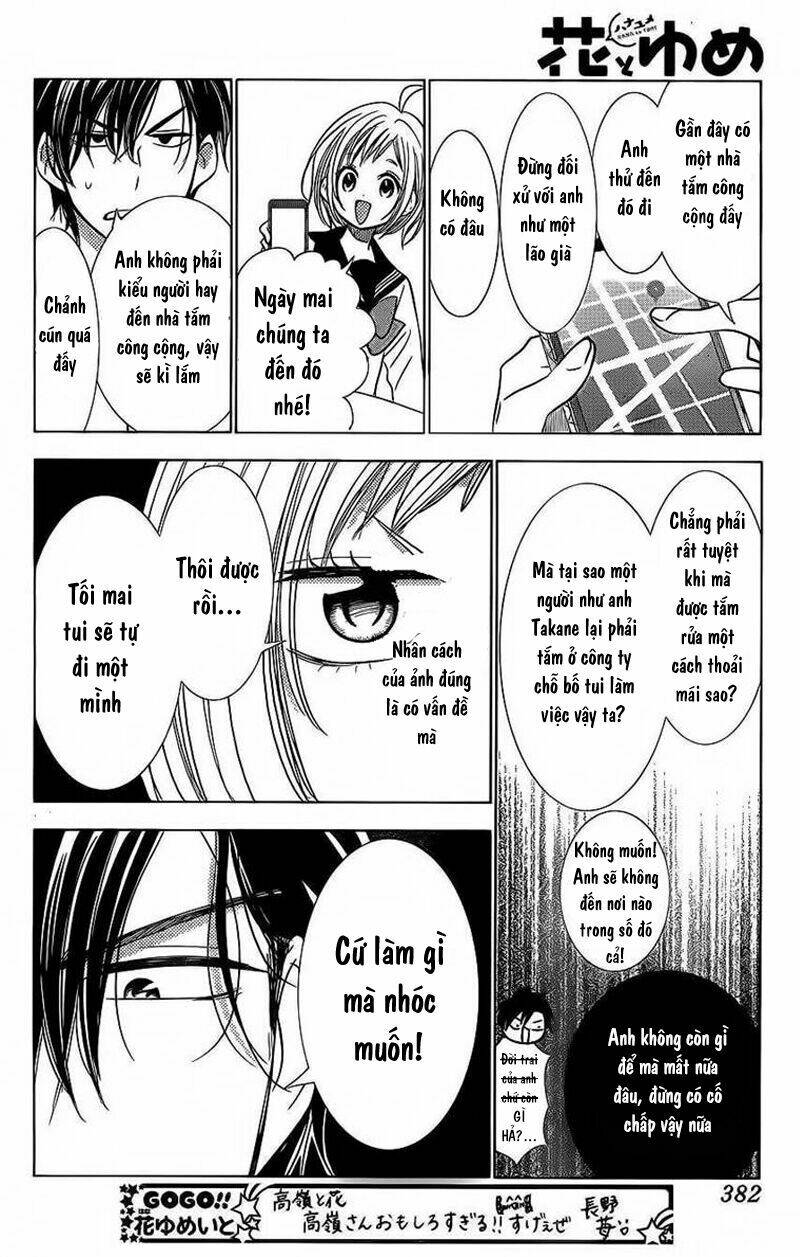 花とゆめ
ハナユメ
HANA to YUME
Gần đây có
một nhà
tắm công
cộng đấy
Anh
thử đến
đó đi
Đừng đối
xử với anh
như một
lão già
Không
có đâu
Ngày mai
chúng ta
đến đó
nhé!
Anh không phải
kiểu người hay
đến nhà tắm
công cộng, vậy
sẽ kì lắm
Chảnh
cún quá
đấy
Chẳng phải
rất tuyệt
khi mà
được tắm
rửa một
cách thoải
mái sao?
Mà tại sao một
người như anh
Takane lại phải
tắm ở công ty
chỗ bố tui làm
việc vậy ta?
Không muốn!
Anh sẽ không
đến nơi nào
trong số đó
cả!
Anh không còn gì
để mà mất nữa
đâu, đừng có cố
chấp vậy nữa
Đời trai
của anh
chứ còn
GÌ
HẢ?...
Thôi được
rồi...
Nhân cách
của ảnh đúng
là có vấn đề
mà
Tối mai
tui sẽ tự
đi một
mình
Cứ làm gì
mà nhóc
muốn!
382
GOGO!!
花ゆめいと
高嶺と花
高嶺さんおもしろすぎる!! すげぇぜ
長野